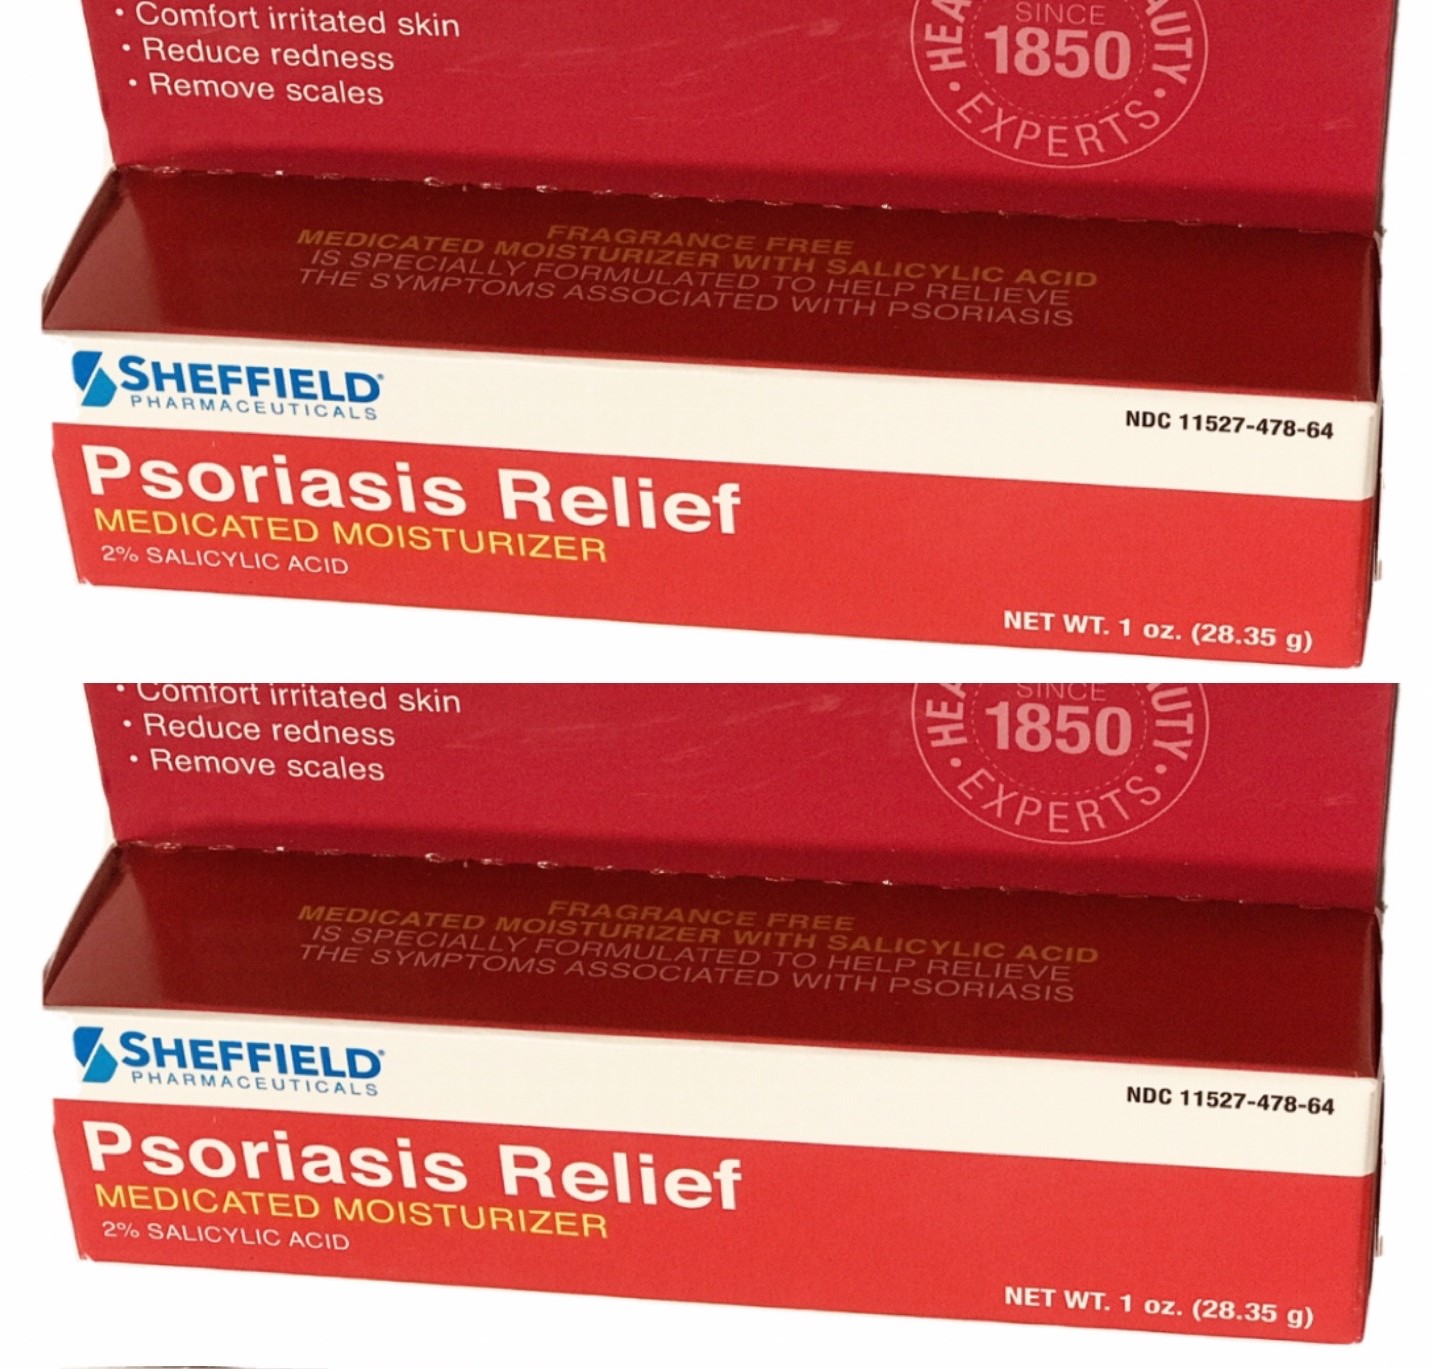 • Comfort irritated skin
• Reduce redness
• Remove scales
SINCE
1850
EXPERTS
FRAGRANCE FREE
MEDICATED MOISTURIZER WITH SALICYLIC ACID
IS SPECIALLY FORMULATED TO HELP RELIEVE
THE SYMPTOMS ASSOCIATED WITH PSORIASIS
SHEFFIELD®
PHARMACEUTICALS
NDC 11527-478-64
Psoriasis Relief
MEDICATED MOISTURIZER
2% SALICYLIC ACID
NET WT. 1 oz. (28.35 g)
• Comfort irritated skin
• Reduce redness
• Remove scales
SINCE
1850
EXPERTS
FRAGRANCE FREE
MEDICATED MOISTURIZER WITH SALICYLIC ACID
IS SPECIALLY FORMULATED TO HELP RELIEVE
THE SYMPTOMS ASSOCIATED WITH PSORIASIS
SHEFFIELD®
PHARMACEUTICALS
NDC 11527-478-64
Psoriasis Relief
MEDICATED MOISTURIZER
2% SALICYLIC ACID
NET WT. 1 oz. (28.35 g)